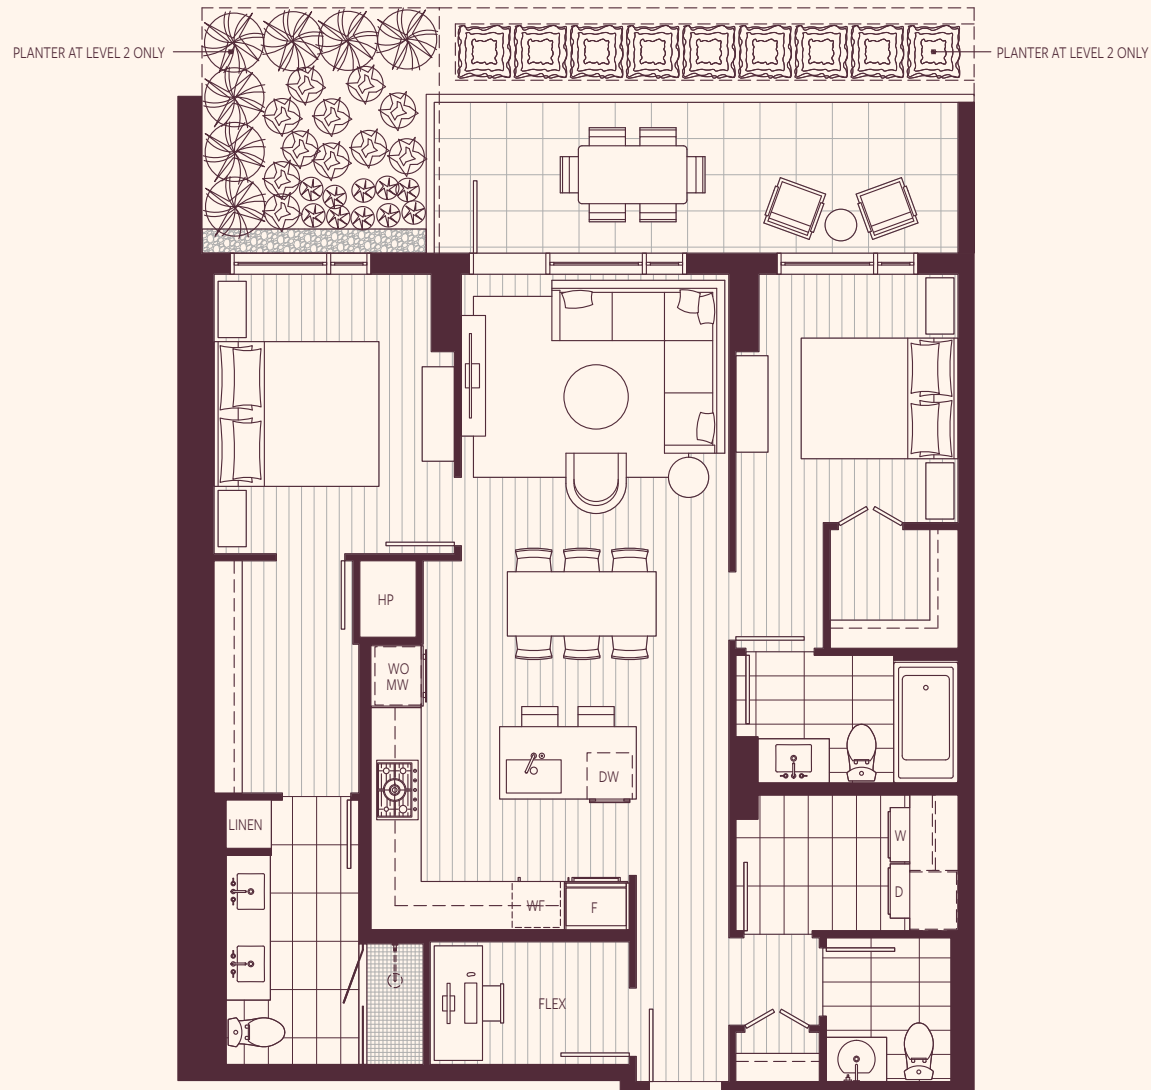 PLANTER AT LEVEL 2 ONLY
PLANTER AT LEVEL 2 ONLY
HP
WO
MW
DW
LINEN
W
D
WF
F
FLEX